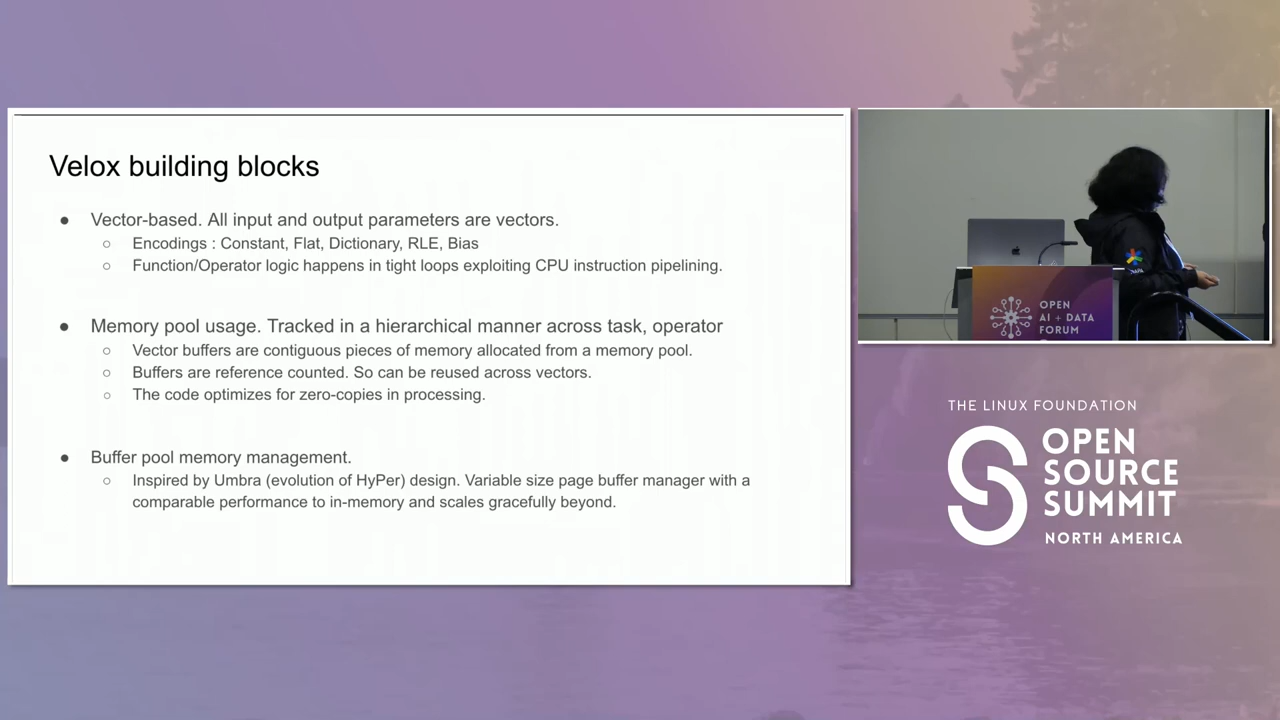 Velox building blocks
● Vector-based. All input and output parameters are vectors.
○ Encodings : Constant, Flat, Dictionary, RLE, Bias
○ Function/Operator logic happens in tight loops exploiting CPU instruction pipelining.
● Memory pool usage. Tracked in a hierarchical manner across task, operator
○ Vector buffers are contiguous pieces of memory allocated from a memory pool.
○ Buffers are reference counted. So can be reused across vectors.
○ The code optimizes for zero-copies in processing.
● Buffer pool memory management.
○ Inspired by Umbra (evolution of HyPer) design. Variable size page buffer manager with a
comparable performance to in-memory and scales gracefully beyond.
OPEN
AI + DATA
FORUM
THE LINUX FOUNDATION
OPEN
SOURCE
SUMMIT
NORTH AMERICA